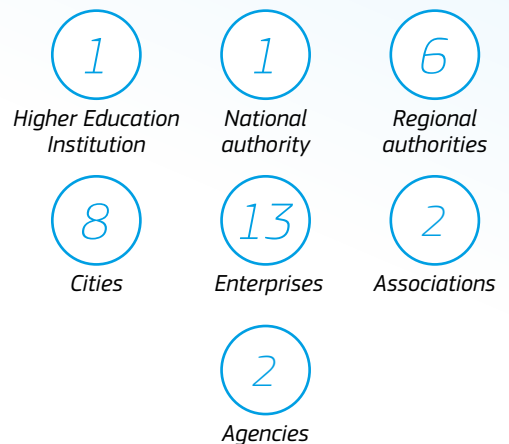 1
Higher Education
Institution
1
National
authority
6
Regional
authorities
8
Cities
13
Enterprises
2
Associations
2
Agencies